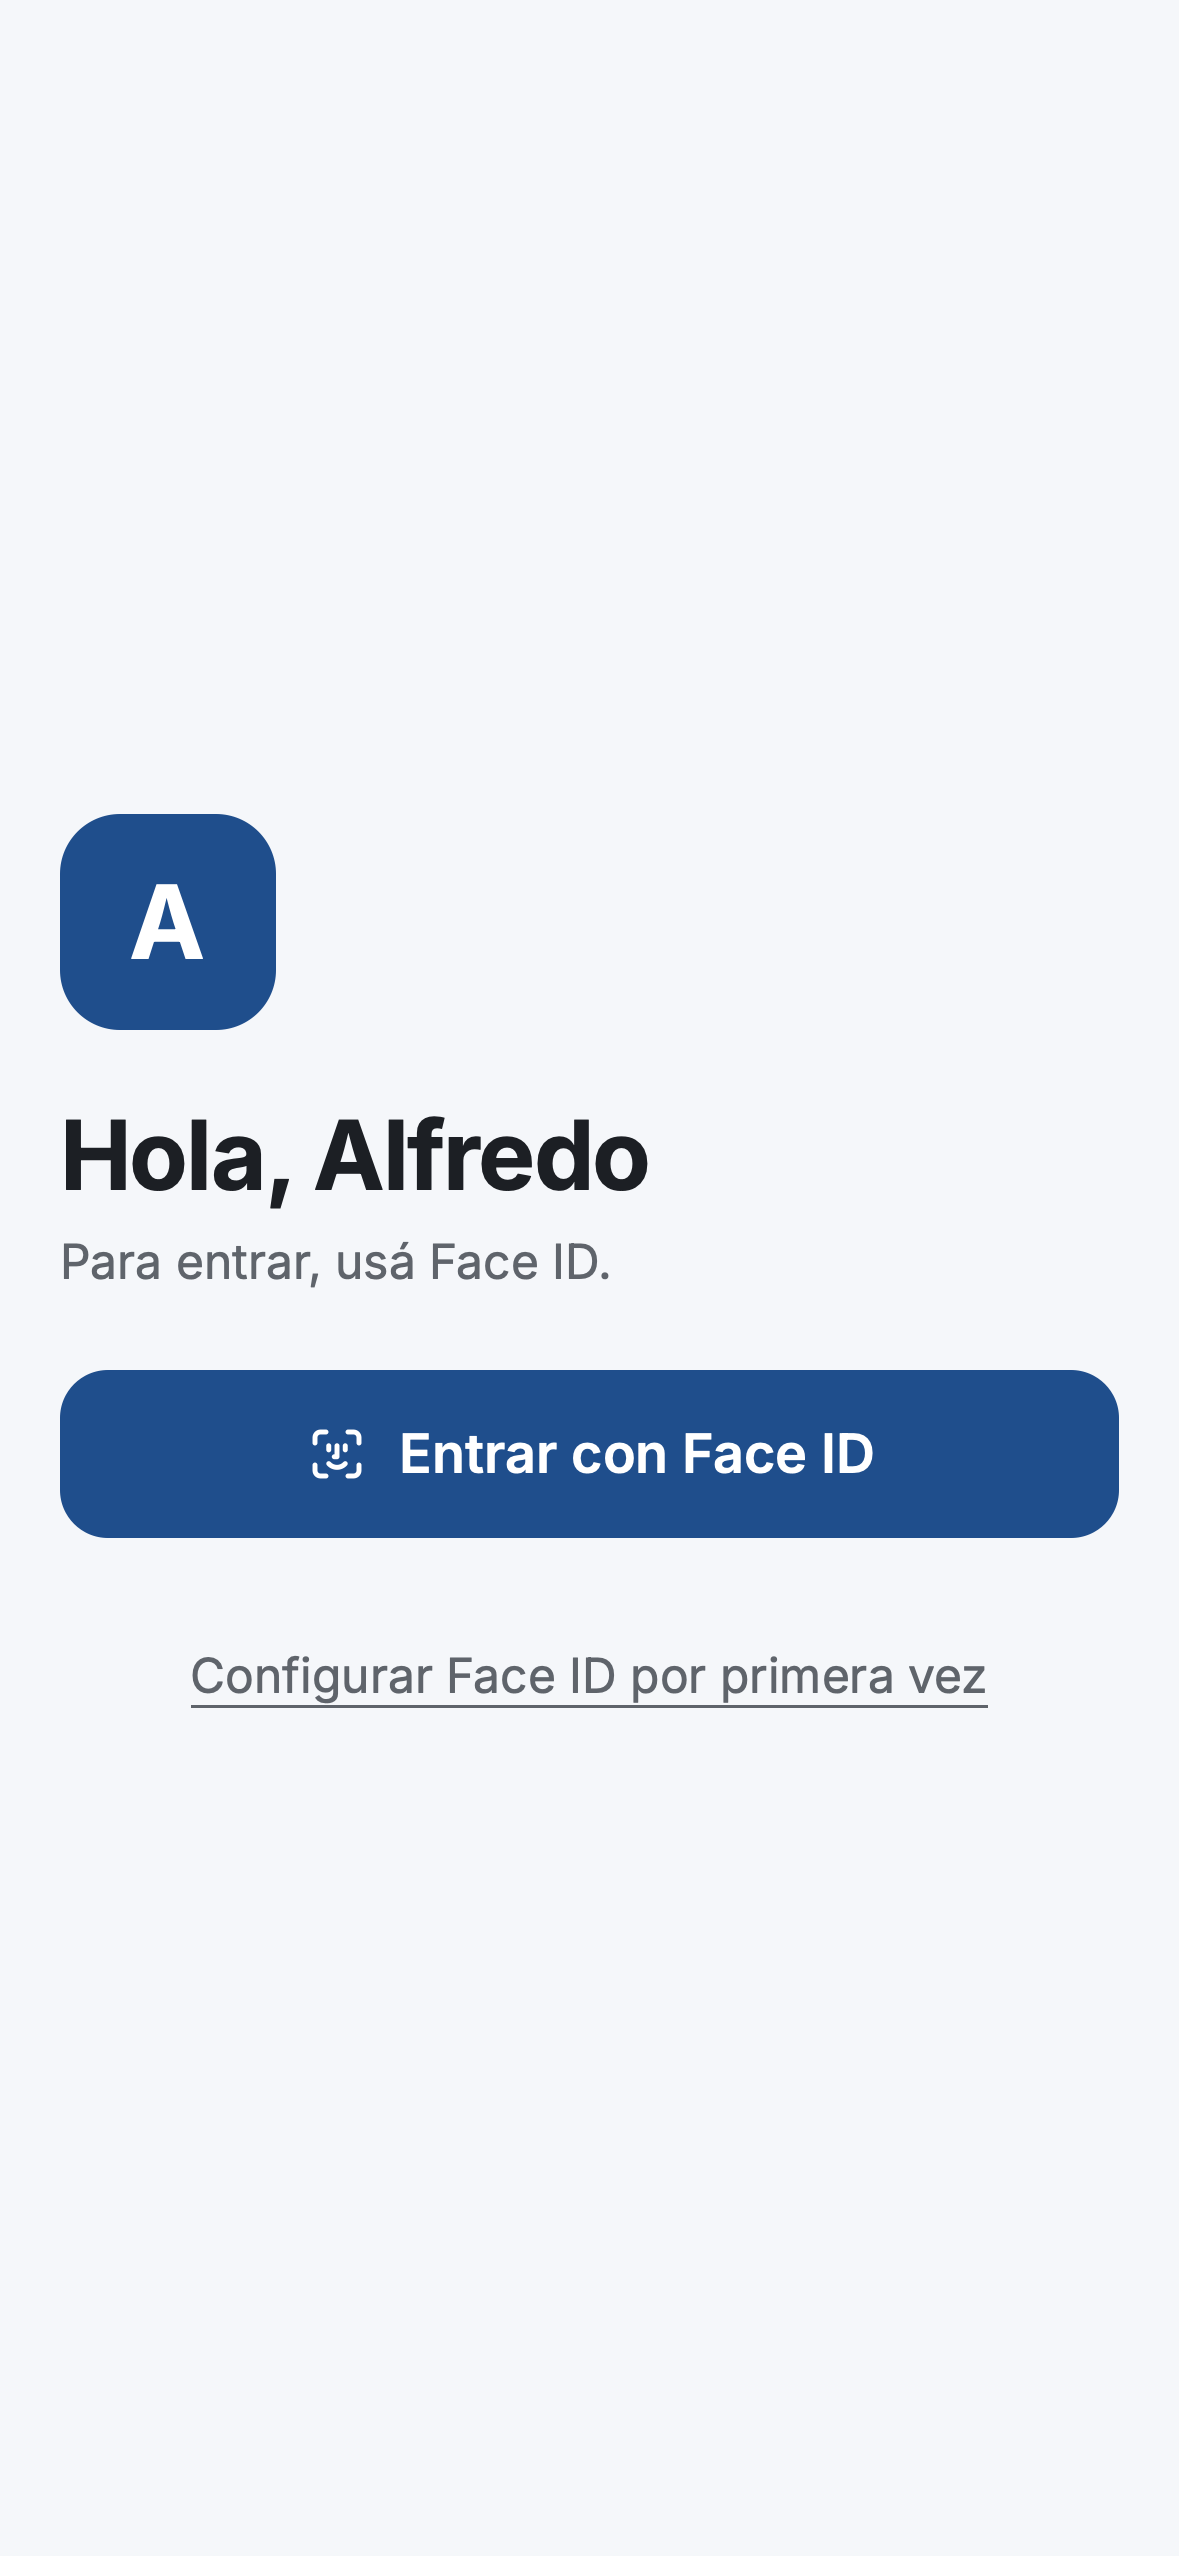 A
Hola, Alfredo
Para entrar, usá Face ID.
Entrar con Face ID
Configurar Face ID por primera vez